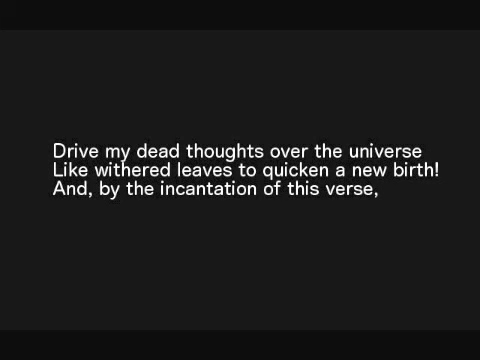 Drive my dead thoughts over the universe
Like withered leaves to quicken a new birth!
And, by the incantation of this verse,